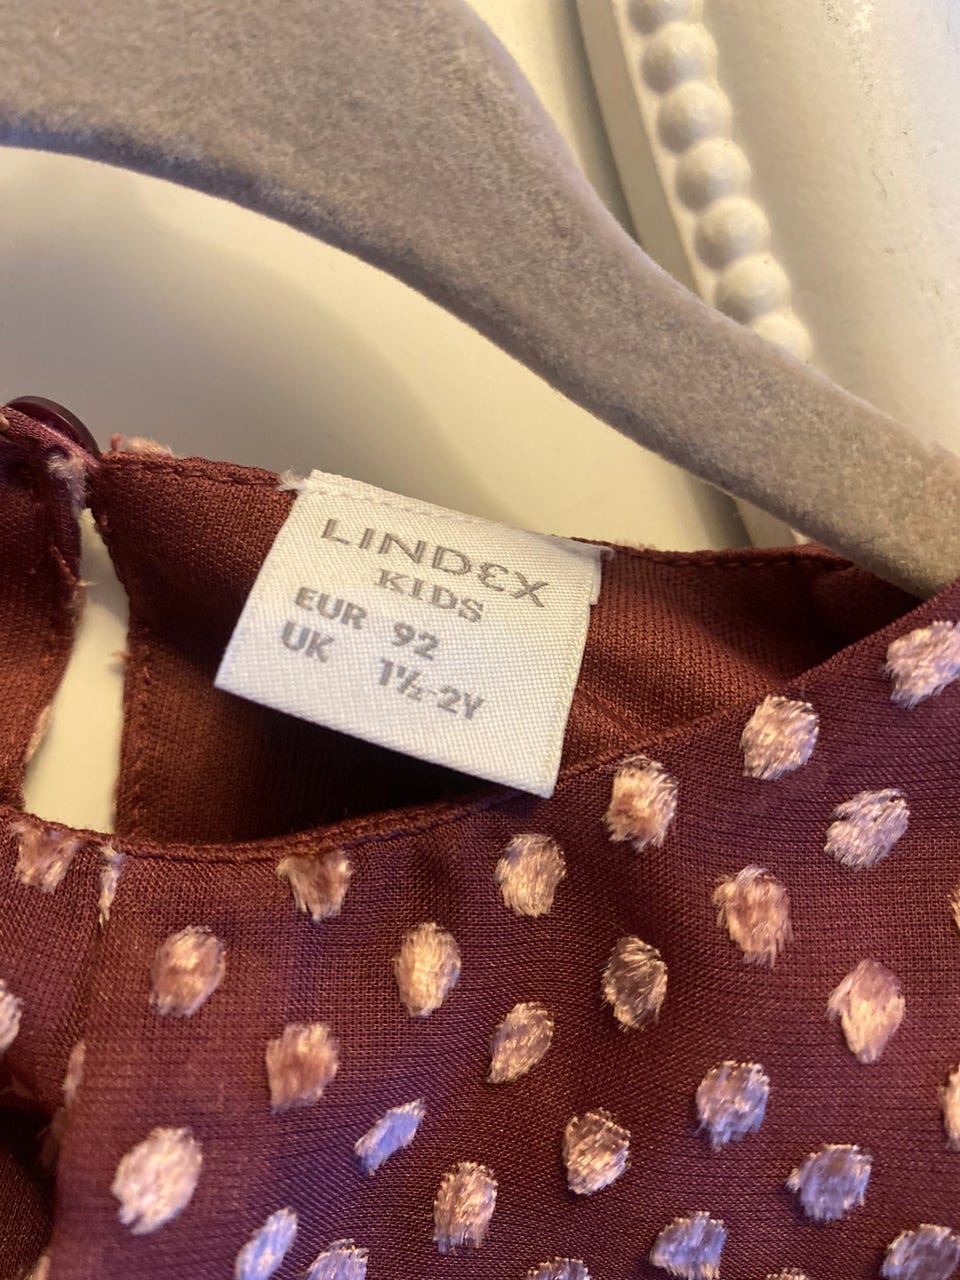 LINDEX
KIDS
EUR 92
UK 1½-2Y